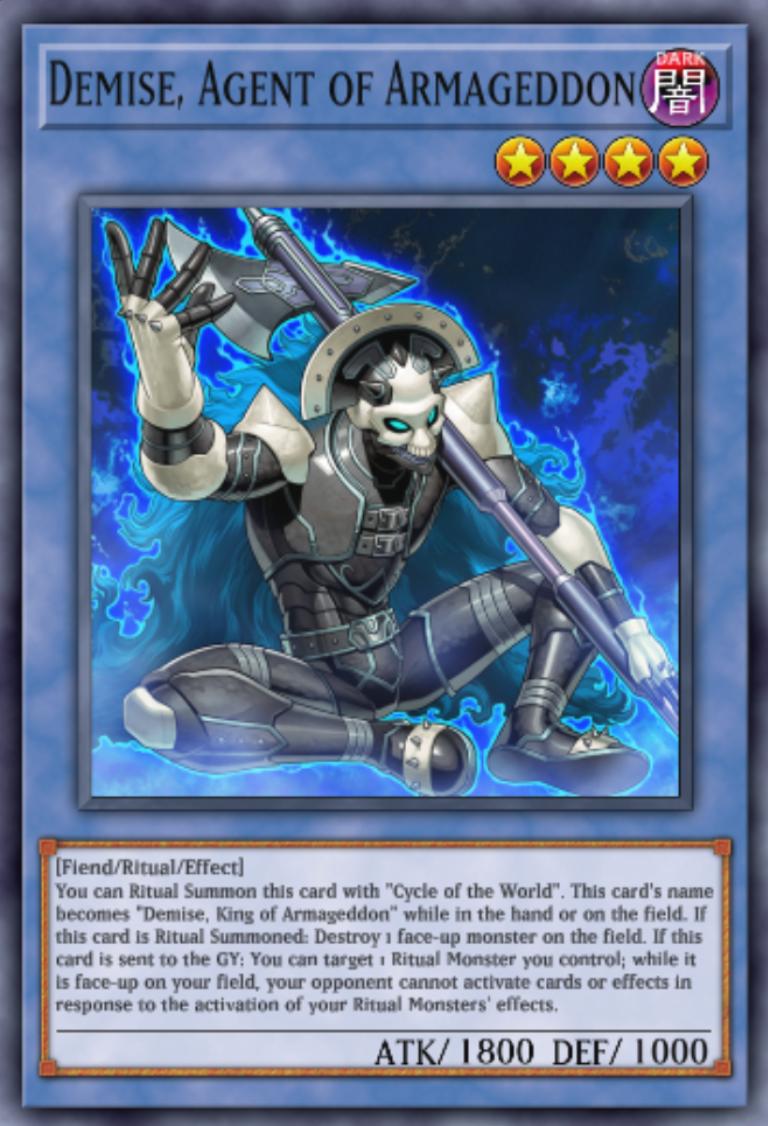 DEMISE, AGENT OF ARMAGEDDON
DARK
闇
[Fiend/Ritual/Effect]
You can Ritual Summon this card with "Cycle of the World". This card's name
becomes "Demise, King of Armageddon" while in the hand or on the field. If
this card is Ritual Summoned: Destroy 1 face-up monster on the field. If this
card is sent to the GY: You can target 1 Ritual Monster you control; while it
is face-up on your field, your opponent cannot activate cards or effects in
response to the activation of your Ritual Monsters' effects.
ATK/ 1800 DEF/ 1000